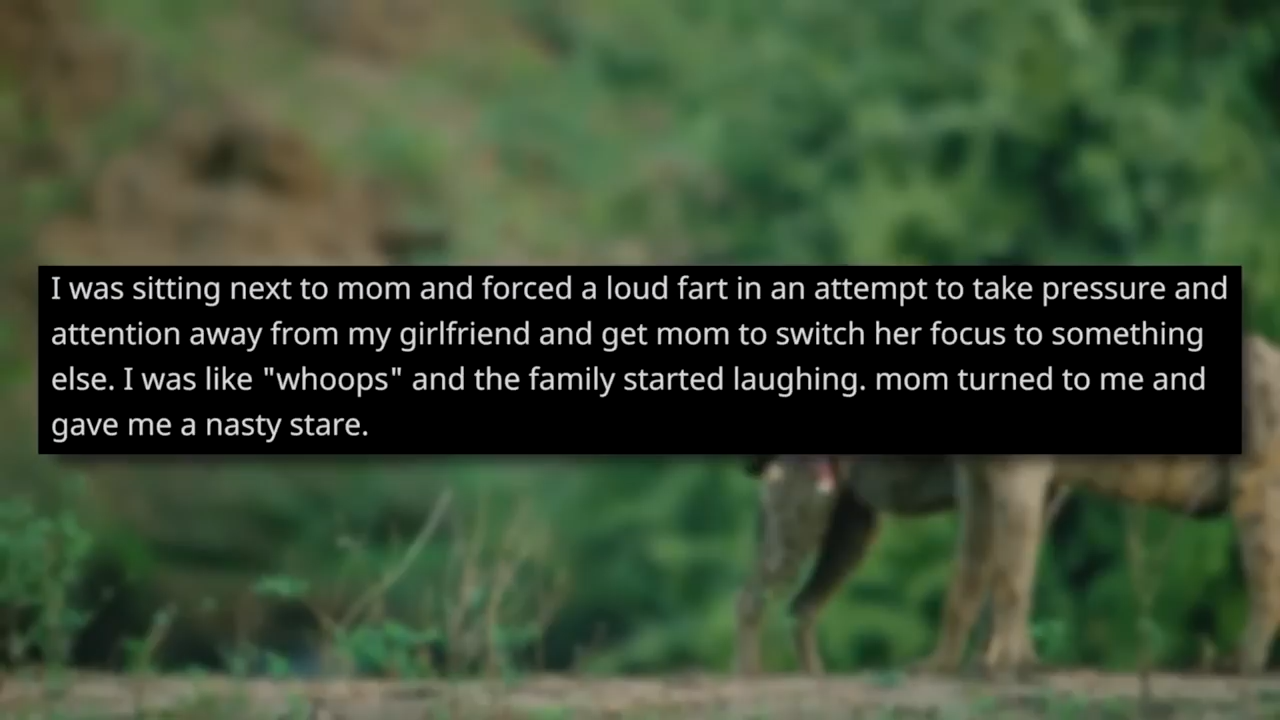 I was sitting next to mom and forced a loud fart in an attempt to take pressure and
attention away from my girlfriend and get mom to switch her focus to something
else. I was like "whoops" and the family started laughing. mom turned to me and
gave me a nasty stare.